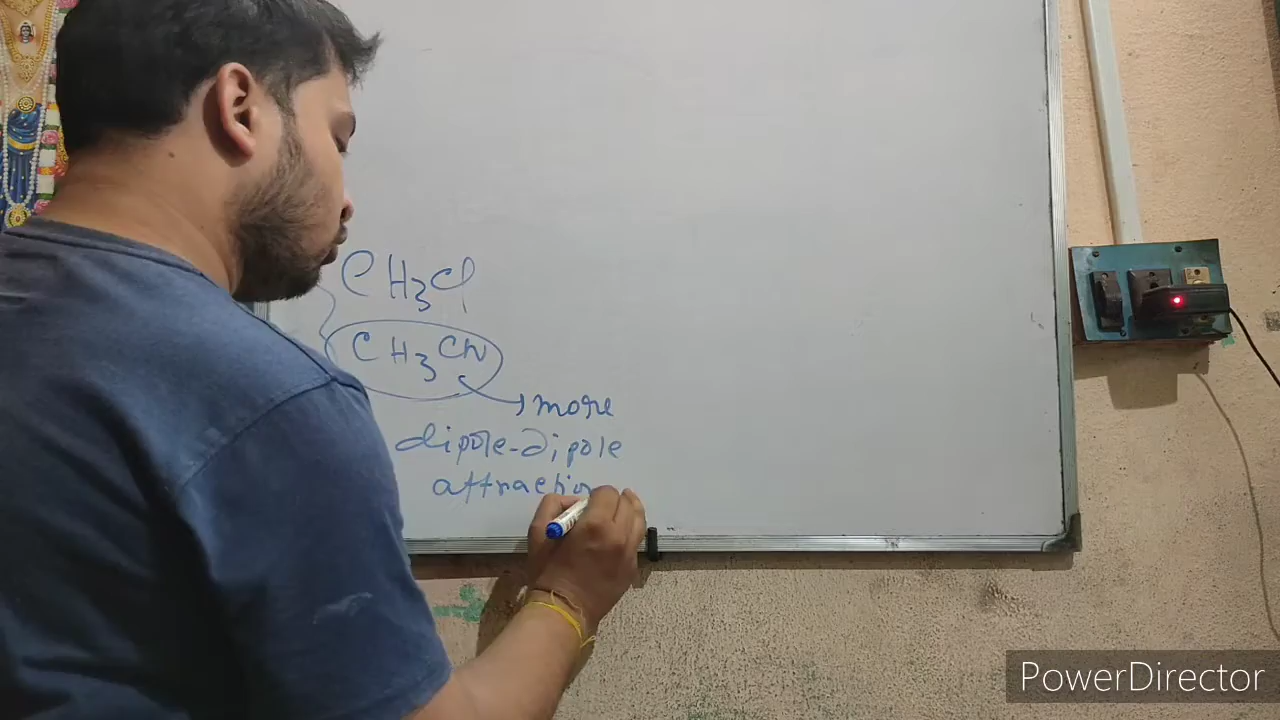 CH3Cl
CH3CN
more
dipole-dipole
attraction
PowerDirector